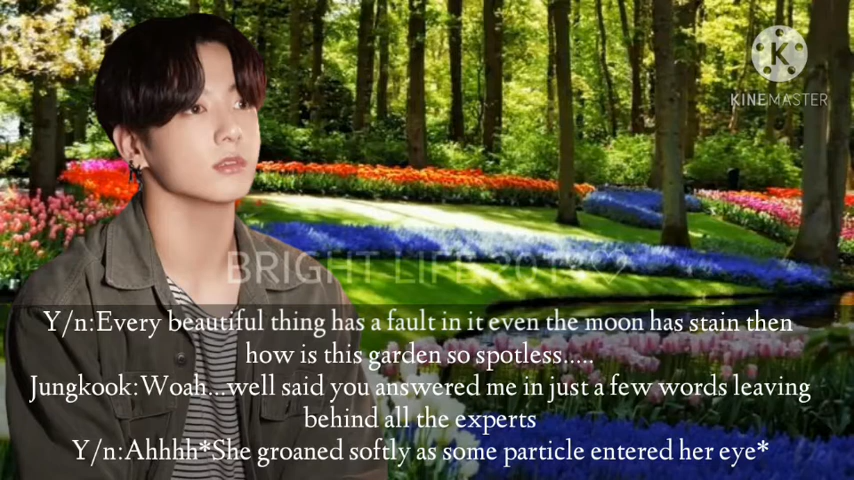 K
KINEMASTER
BRIGHT LIFE
Y/n:Every beautiful thing has a fault in it even the moon has stain then
how is this garden so spotless.....
Jungkook:Woah...well said you answered me in just a few words leaving
behind all the experts
Y/n:Ahhhh*She groaned softly as some particle entered her eye*